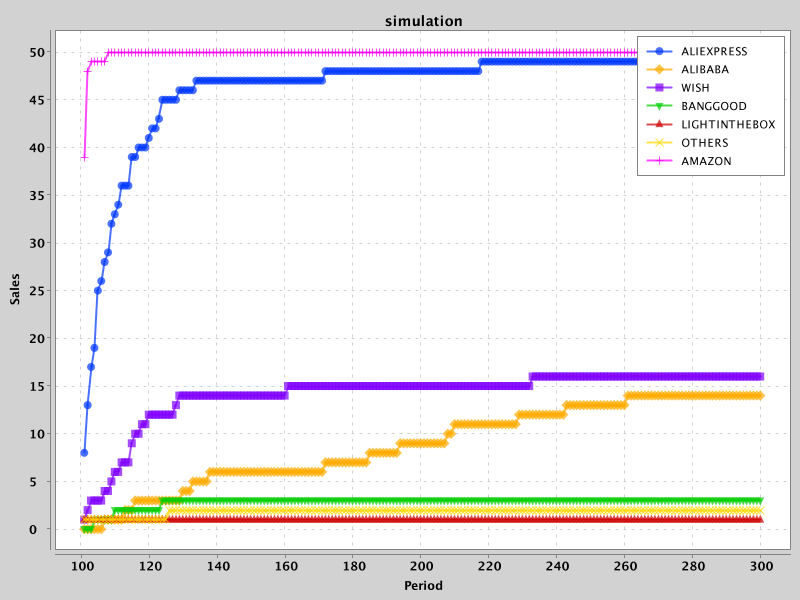 simulation
50
45
40
35
30
25
20
15
10
5
0
Sales
100
120
140
160
180
200
220
240
260
280
300
Period
ALIEXPRESS
ALIBABA
WISH
BANGGOOD
LIGHTINTHEBOX
OTHERS
AMAZON